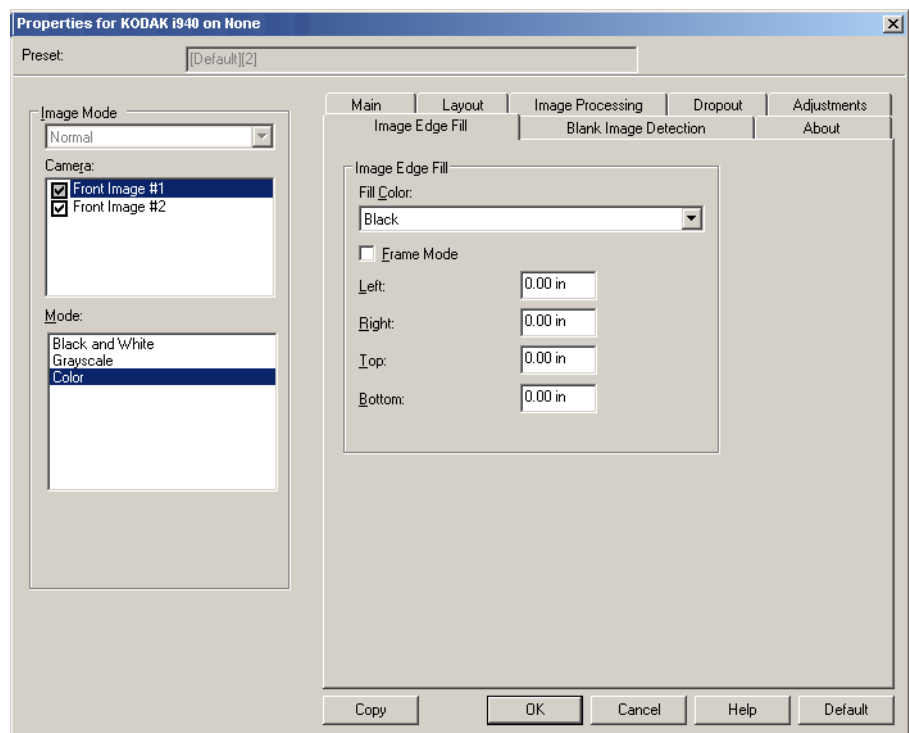 Properties for KODAK i940 on None
Preset:
[Default][2]
Image Mode
Normal
Camera:
Front Image #1
Front Image #2
Mode:
Black and White
Grayscale
Color
Main
Layout
Image Processing
Dropout
Adjustments
Image Edge Fill
Blank Image Detection
About
Image Edge Fill
Fill Color:
Black
Frame Mode
Left:
0.00 in
Right:
0.00 in
Top:
0.00 in
Bottom:
0.00 in
Copy
OK
Cancel
Help
Default